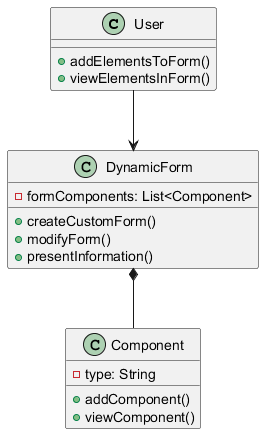 C User
addElementsToForm()
viewElementsInForm()
C DynamicForm
formComponents: List<Component>
createCustomForm()
modifyForm()
presentInformation()
C Component
type: String
addComponent()
viewComponent()